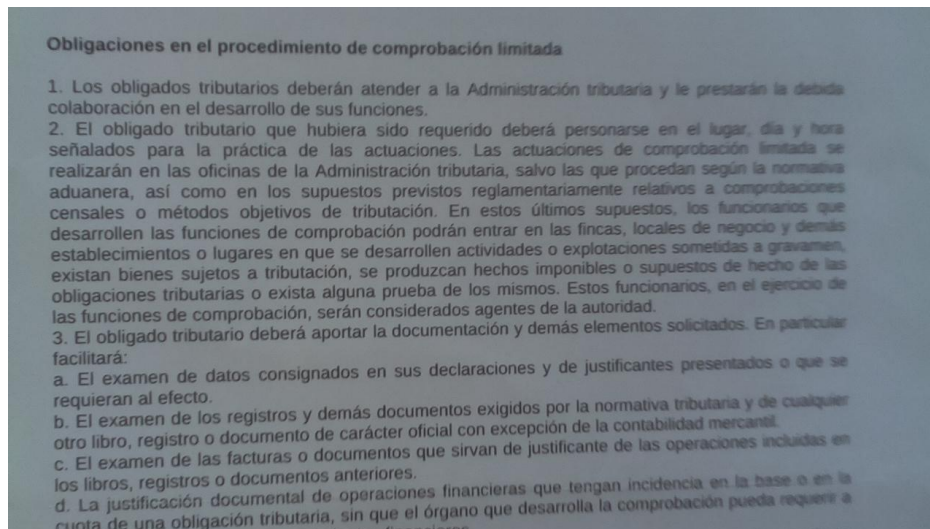 Obligaciones en el procedimiento de comprobación limitada
1. Los obligados tributarios deberán atender a la Administración tributaria y le prestarán la debida
colaboración en el desarrollo de sus funciones.
2. El obligado tributario que hubiera sido requerido deberá personarse en el lugar, día y hora
señalados para la práctica de las actuaciones. Las actuaciones de comprobación limitada se
realizarán en las oficinas de la Administración tributaria, salvo las que procedan según la normativa
aduanera, así como en los supuestos previstos reglamentariamente relativos a comprobaciones
censales o métodos objetivos de tributación. En estos últimos supuestos, los funcionarios que
desarrollen las funciones de comprobación podrán entrar en las fincas, locales de negocio y demás
establecimientos o lugares en que se desarrollen actividades o explotaciones sometidas a gravamen,
existan bienes sujetos a tributación, se produzcan hechos imponibles o supuestos de hecho de las
obligaciones tributarias o exista alguna prueba de los mismos. Estos funcionarios, en el ejercicio de
las funciones de comprobación, serán considerados agentes de la autoridad.
3. El obligado tributario deberá aportar la documentación y demás elementos solicitados. En particular
facilitará:
a. El examen de datos consignados en sus declaraciones y de justificantes presentados o que se
requieran al efecto.
b. El examen de los registros y demás documentos exigidos por la normativa tributaria y de cualquier
otro libro, registro o documento de carácter oficial con excepción de la contabilidad mercantil.
c. El examen de las facturas o documentos que sirvan de justificante de las operaciones incluidas en
los libros, registros o documentos anteriores.
d. La justificación documental de operaciones financieras que tengan incidencia en la base o en la
cuota de una obligación tributaria, sin que el órgano que desarrolla la comprobación pueda requerir a